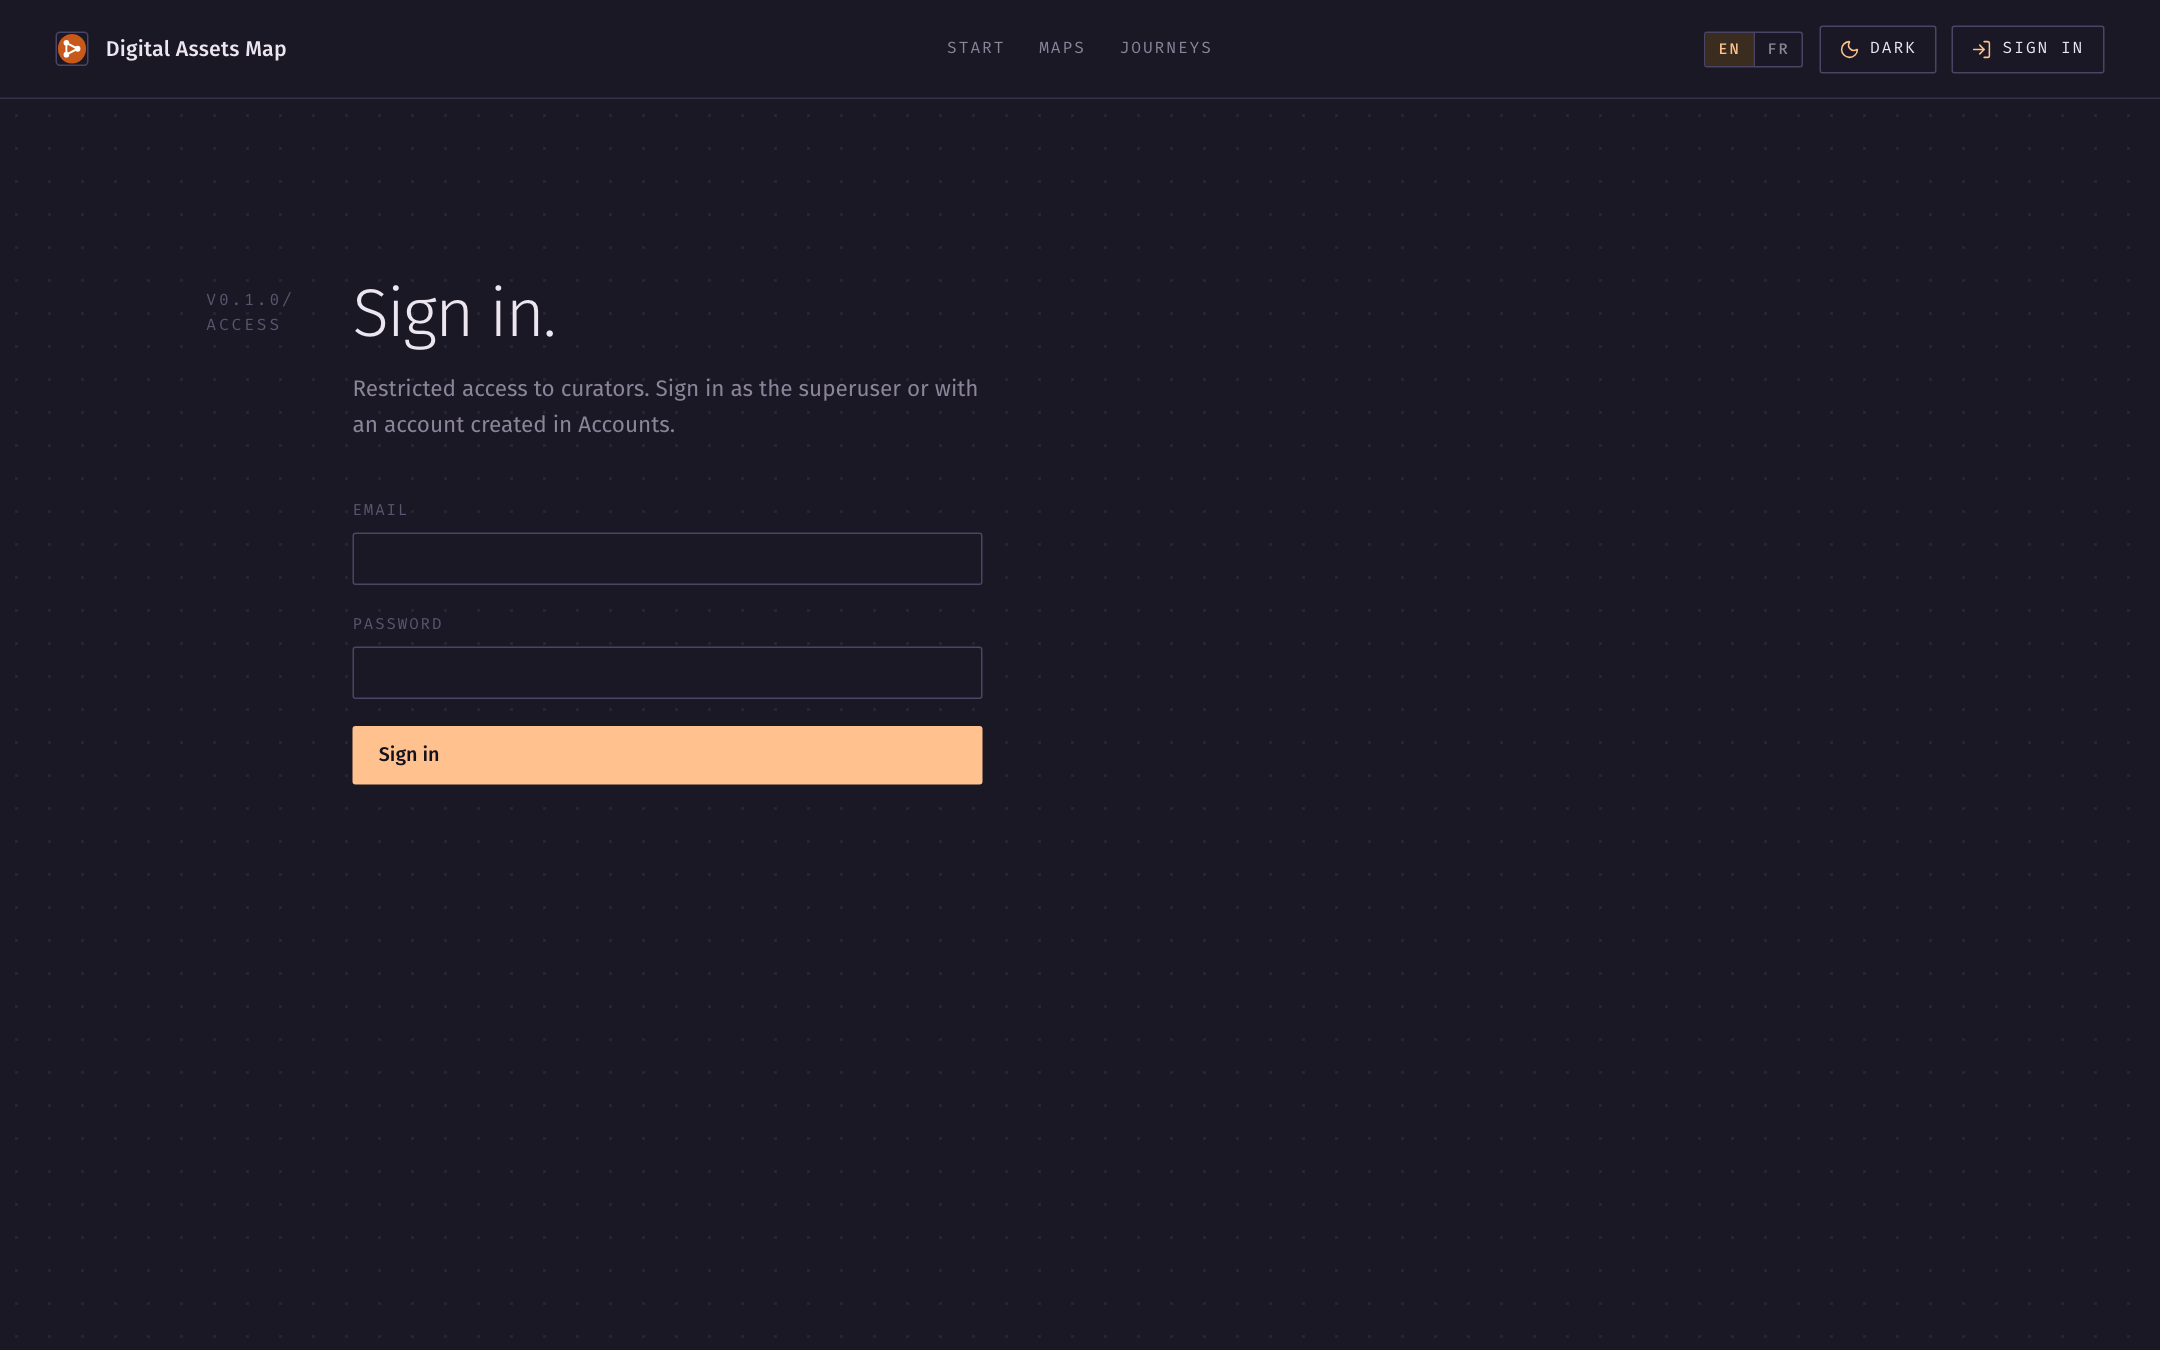 Digital Assets Map
START MAPS JOURNEYS
EN FR DARK SIGN IN
V0.1.0/
ACCESS
Sign in.
Restricted access to curators. Sign in as the superuser or with
an account created in Accounts.
EMAIL
PASSWORD
Sign in